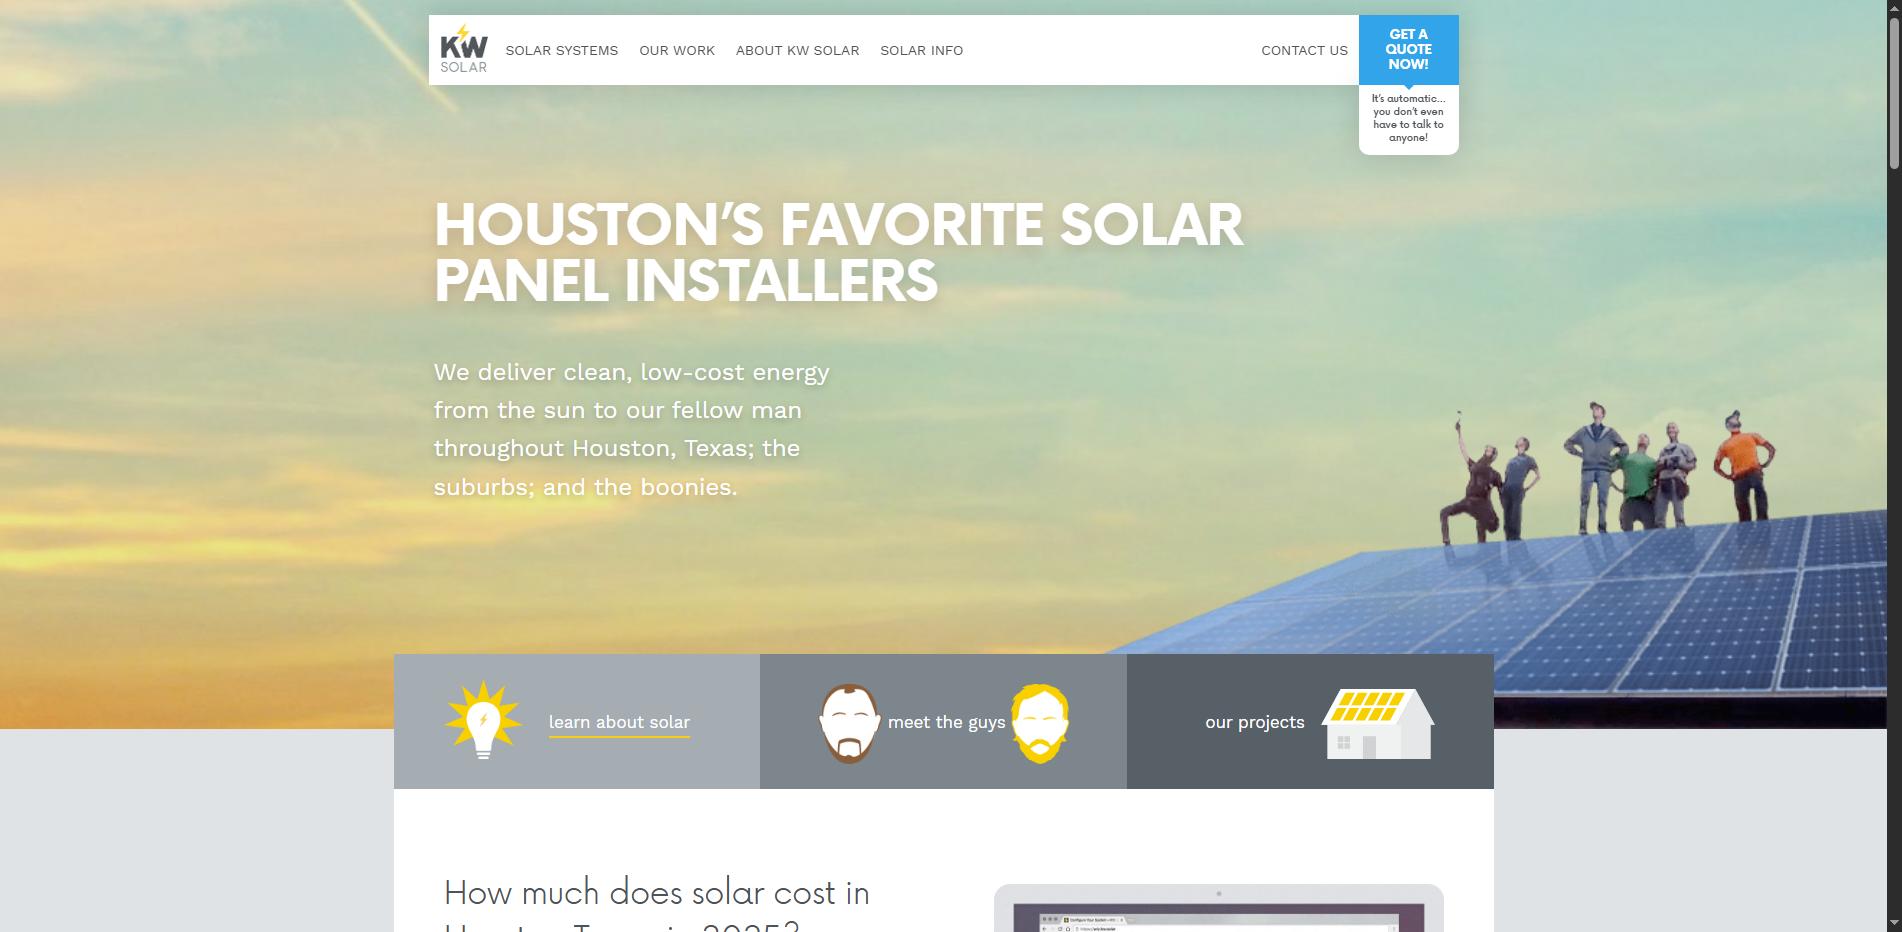 KW
SOLAR
SOLAR SYSTEMS
OUR WORK
ABOUT KW SOLAR
SOLAR INFO
CONTACT US
GET A
QUOTE
NOW!
It's automatic...
you don't even
have to talk to
anyone!
HOUSTON'S FAVORITE SOLAR
PANEL INSTALLERS
We deliver clean, low-cost energy
from the sun to our fellow man
throughout Houston, Texas; the
suburbs; and the boonies.
learn about solar
meet the guys
our projects
How much does solar cost in